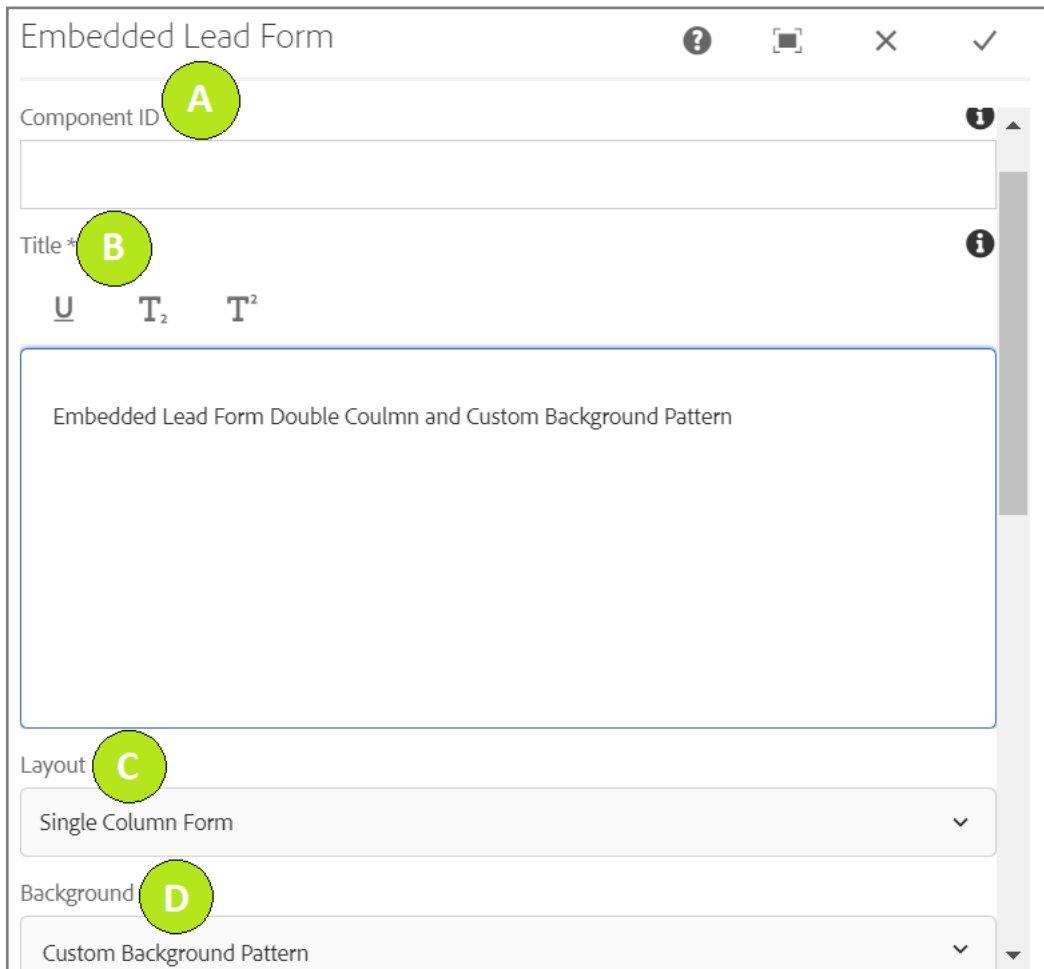 Embedded Lead Form
Component ID A
Title * B
U T₂ T²
Embedded Lead Form Double Coulmn and Custom Background Pattern
Layout C
Single Column Form
Background D
Custom Background Pattern